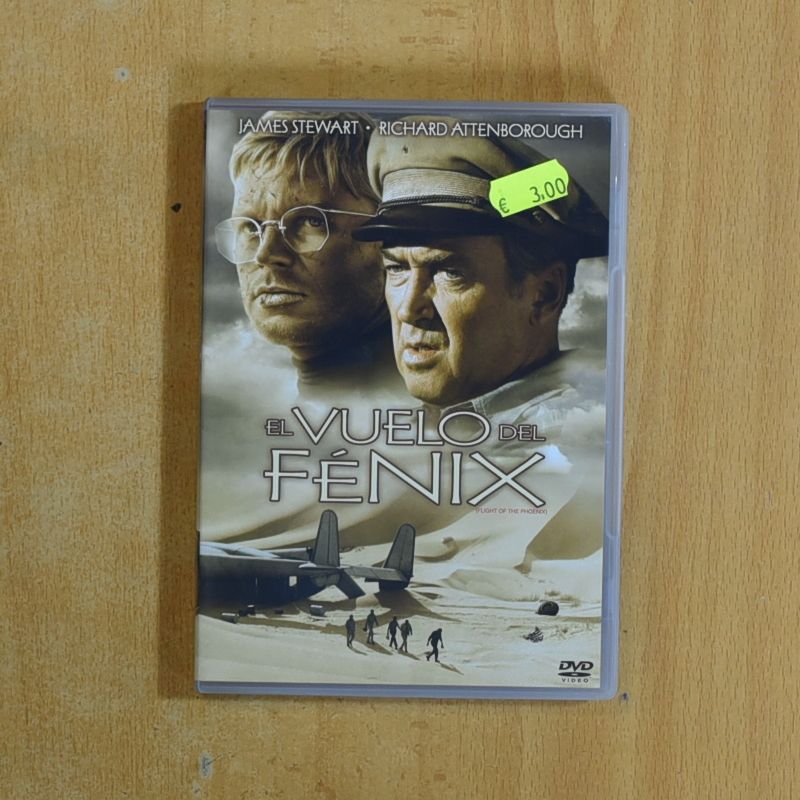 JAMES STEWART · RICHARD ATTENBOROUGH
€ 3,00
EL VUELO DEL
FÉNIX
(FLIGHT OF THE PHOENIX)
DVD
VIDEO